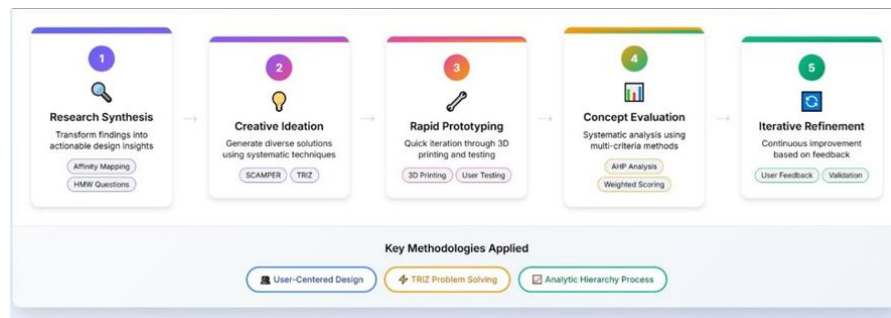 1
Research Synthesis
Transform findings into
actionable design insights
Affinity Mapping
HMW Questions
2
Creative Ideation
Generate diverse solutions
using systematic techniques
SCAMPER TRIZ
3
Rapid Prototyping
Quick iteration through 3D
printing and testing
3D Printing User Testing
4
Concept Evaluation
Systematic analysis using
multi-criteria methods
AHP Analysis
Weighted Scoring
5
Iterative Refinement
Continuous improvement
based on feedback
User Feedback Validation
Key Methodologies Applied
User-Centered Design TRIZ Problem Solving Analytic Hierarchy Process